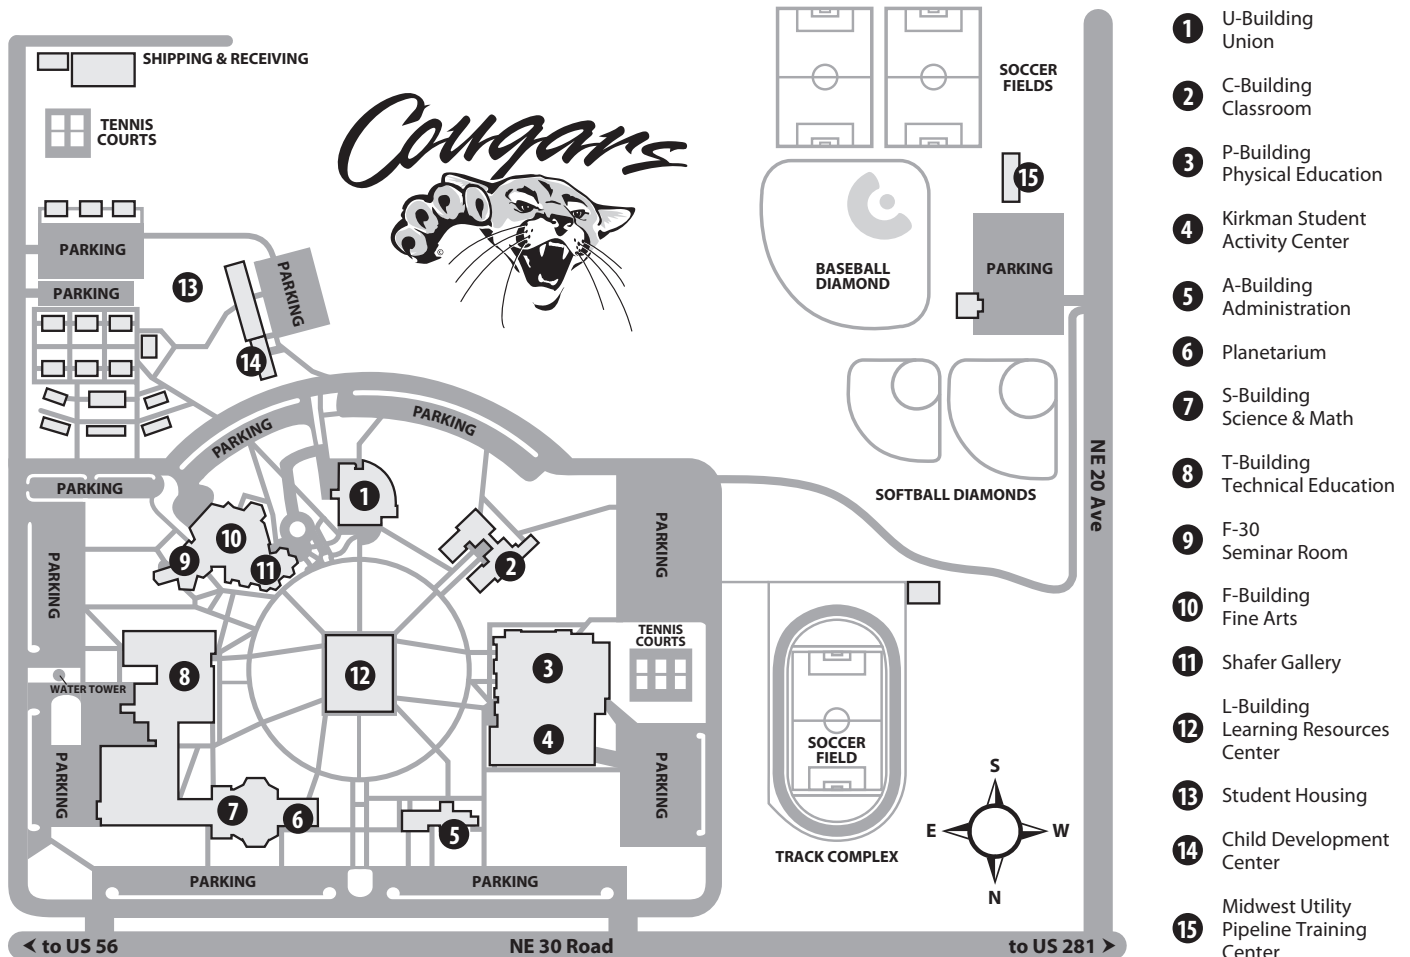 SHIPPING & RECEIVING
TENNIS
COURTS
Cougars
©
SOCCER
FIELDS
15
PARKING
PARKING
13
PARKING
14
BASEBALL
DIAMOND
PARKING
PARKING
PARKING
PARKING
SOFTBALL DIAMONDS
NE 20 Ave
1
10
9
11
2
PARKING
PARKING
TENNIS
COURTS
3
8
12
WATER TOWER
4
PARKING
PARKING
SOCCER
FIELD
7
6
5
TRACK COMPLEX
S
E
W
N
PARKING
PARKING
to US 56
NE 30 Road
to US 281
1
U-Building
Union
2
C-Building
Classroom
3
P-Building
Physical Education
4
Kirkman Student
Activity Center
5
A-Building
Administration
6
Planetarium
7
S-Building
Science & Math
8
T-Building
Technical Education
9
F-30
Seminar Room
10
F-Building
Fine Arts
11
Shafer Gallery
12
L-Building
Learning Resources
Center
13
Student Housing
14
Child Development
Center
15
Midwest Utility
Pipeline Training
Center